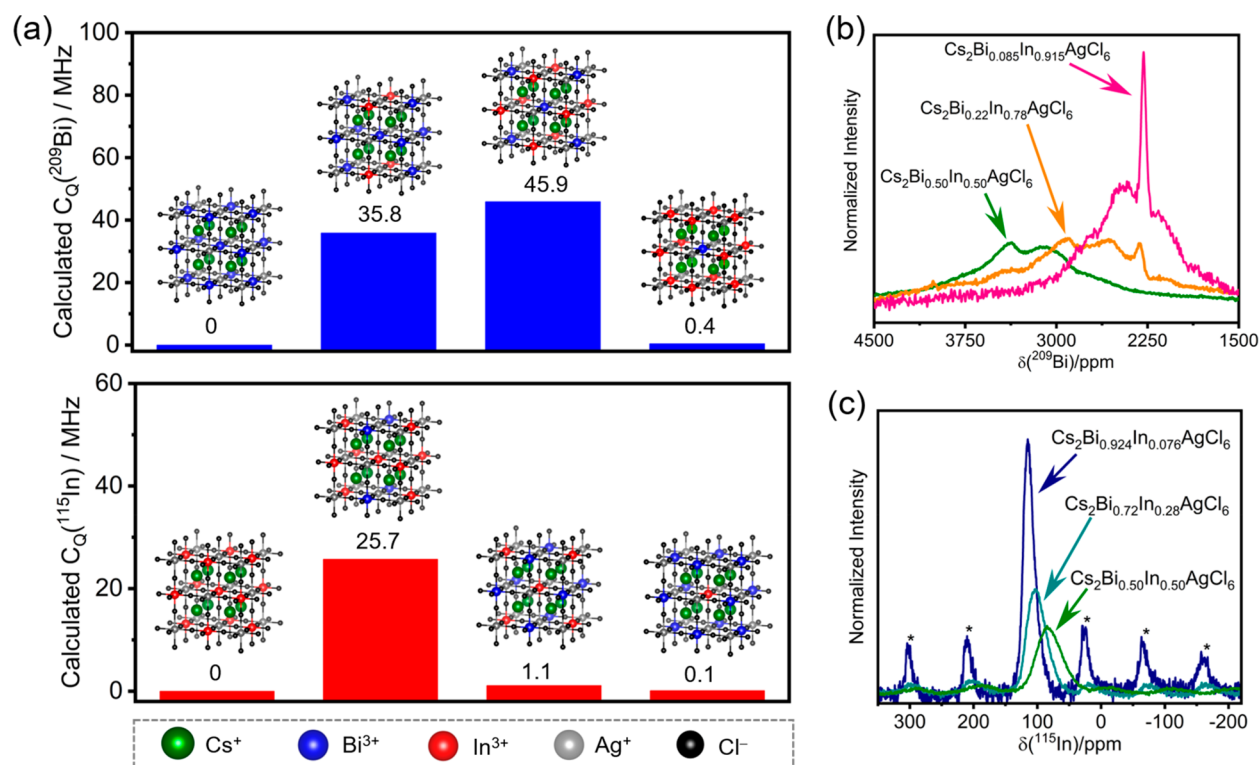 (a)
100
80
60
40
20
0
Calculated C_Q(²⁰⁹Bi) / MHz
0
35.8
45.9
0.4
60
40
20
0
Calculated C_Q(¹¹⁵In) / MHz
0
25.7
1.1
0.1
Cs⁺ Bi³⁺ In³⁺ Ag⁺ Cl⁻
(b)
Normalized Intensity
Cs₂Bi₀.₀₈₅In₀.₉₁₅AgCl₆
Cs₂Bi₀.₂₂In₀.₇₈AgCl₆
Cs₂Bi₀.₅₀In₀.₅₀AgCl₆
4500 3750 3000 2250 1500
δ(²⁰⁹Bi)/ppm
(c)
Normalized Intensity
Cs₂Bi₀.₉₂₄In₀.₀₇₆AgCl₆
Cs₂Bi₀.₇₂In₀.₂₈AgCl₆
Cs₂Bi₀.₅₀In₀.₅₀AgCl₆
* * * * * *
300 200 100 0 -100 -200
δ(¹¹⁵In)/ppm